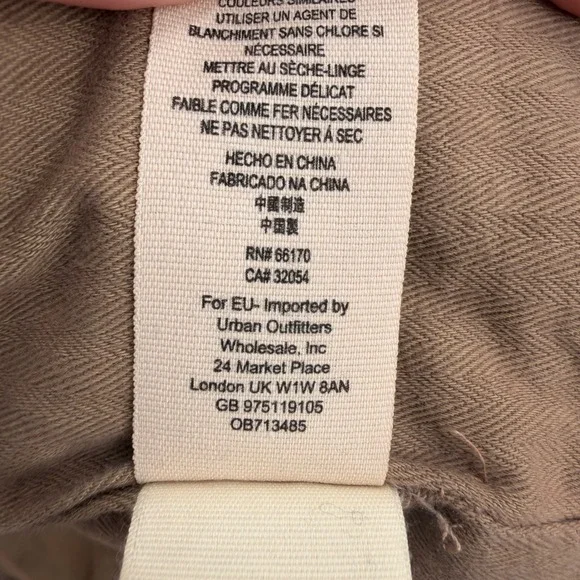 COULEURS SIMILAIRES
UTILISER UN AGENT DE
BLANCHIMENT SANS CHLORE SI
NÉCESSAIRE
METTRE AU SÈCHE-LINGE
PROGRAMME DÉLICAT
FAIBLE COMME FER NÉCESSAIRES
NE PAS NETTOYER À SEC
HECHO EN CHINA
FABRICADO NA CHINA
中國制造
中国製
RN# 66170
CA# 32054
For EU- Imported by
Urban Outfitters
Wholesale, Inc
24 Market Place
London UK W1W 8AN
GB 975119105
OB713485